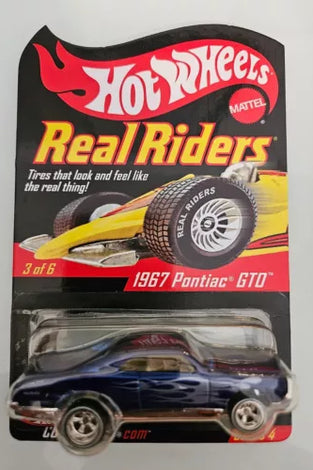 Hot Wheels
MATTEL
Real Riders®
Tires that look and feel like
the real thing!
REAL RIDERS
3 of 6
1967 Pontiac® GTO™
com